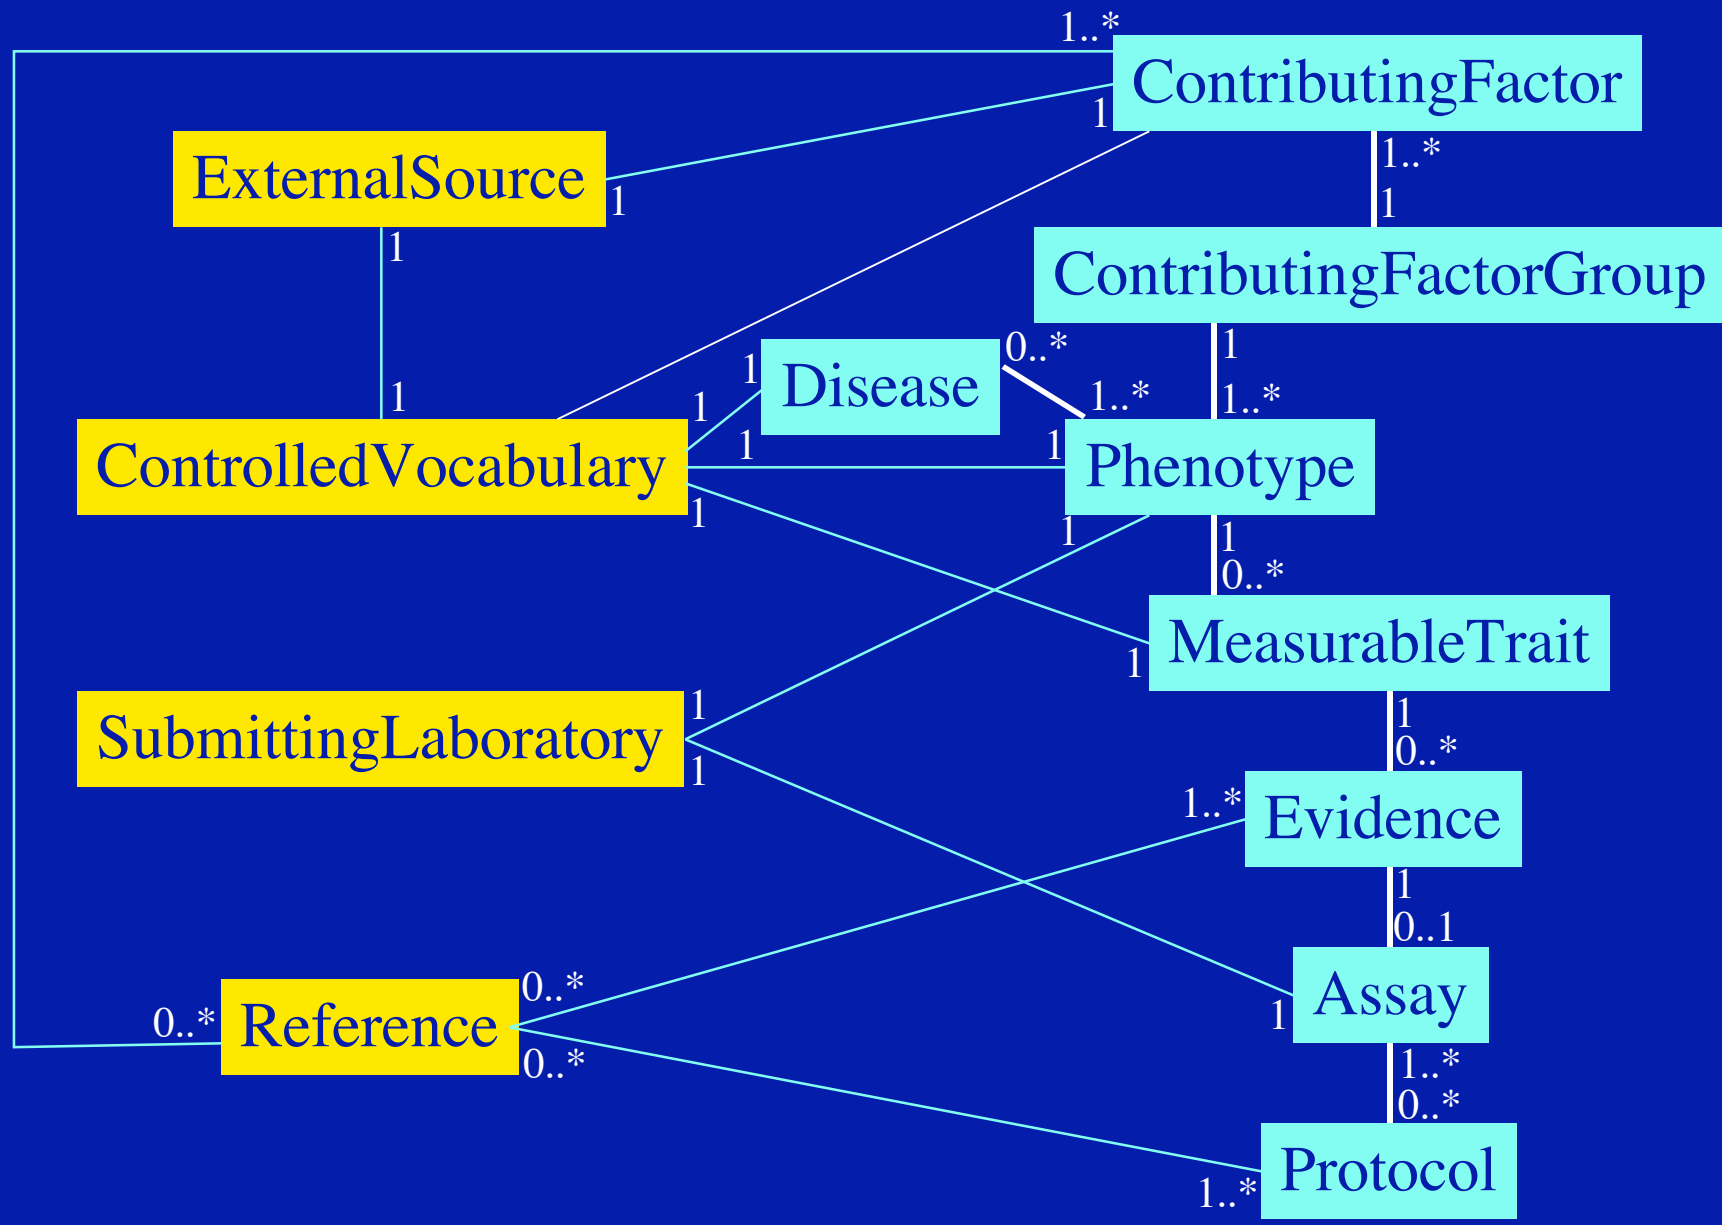 1..*
ContributingFactor
1
1..*
ExternalSource
1
1
1
ContributingFactorGroup
1
0..*
1
Disease
1..*
1..*
1
1
ControlledVocabulary
1
1
Phenotype
1
1
1
0..*
MeasurableTrait
1
1
SubmittingLaboratory
1
1
0..*
1..*
Evidence
1
0..1
0..*
Assay
1
0..*
Reference
0..*
1..*
0..*
Protocol
1..*